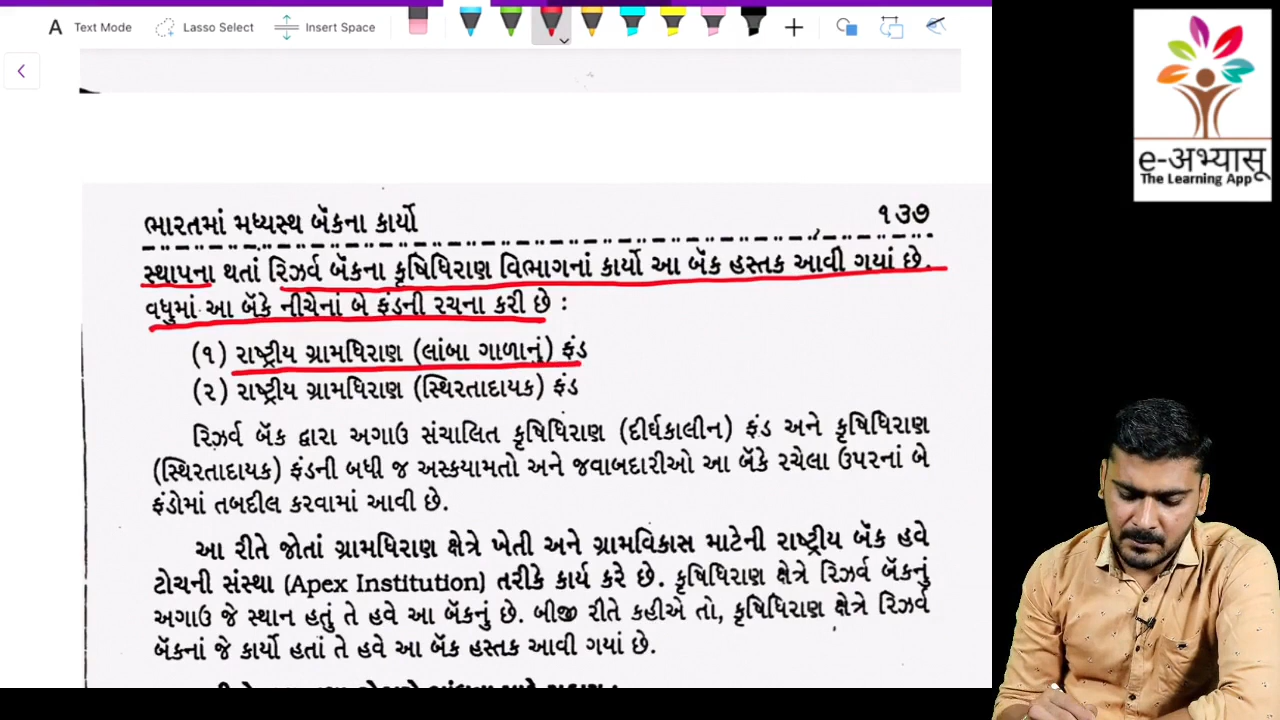 Text Mode
Lasso Select
Insert Space
e-અभ્યાसૂ
The Learning App
ભારતમાં મધ્યસ્થ બૅંકના કાર્યો ૧૩૭
સ્થાપના થતાં રિઝર્વ બૅંકના કૃષિધિરાણ વિભાગનાં કાર્યો આ બૅંક હસ્તક આવી ગયાં છે.
વધુમાં આ બૅંકે નીચેનાં બે ફંડની રચના કરી છે :
(૧) રાષ્ટ્રીય ગ્રામધિરાણ (લાંબા ગાળાનું) ફંડ
(૨) રાષ્ટ્રીય ગ્રામધિરાણ (સ્થિરતાદાયક) ફંડ
રિઝર્વ બૅંક દ્વારા અગાઉ સંચાલિત કૃષિધિરાણ (દીર્ઘકાલીન) ફંડ અને કૃષિધિરાણ
(સ્થિરતાદાયક) ફંડની બધી જ અસ્કયામતો અને જવાબદારીઓ આ બૅંકે રચેલા ઉપરનાં બે
ફંડોમાં તબદીલ કરવામાં આવી છે.
આ રીતે જોતાં ગ્રામધિરાણ ક્ષેત્રે ખેતી અને ગ્રામવિકાસ માટેની રાષ્ટ્રીય બૅંક હવે
ટોચની સંસ્થા (Apex Institution) તરીકે કાર્ય કરે છે. કૃષિધિરાણ ક્ષેત્રે રિઝર્વ બૅંકનું
અગાઉ જે સ્થાન હતું તે હવે આ બૅંકનું છે. બીજી રીતે કહીએ તો, કૃષિધિરાણ ક્ષેત્રે રિઝર્વ
બૅંકનાં જે કાર્યો હતાં તે હવે આ બૅંક હસ્તક આવી ગયાં છે.